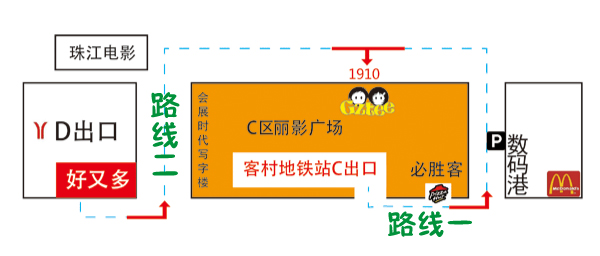 珠江电影
1910
会展时代写字楼
Gztee
C区丽影广场
D出口
好又多
路线二
客村地铁站C出口
必胜客
Pizza Hut
路线一
P
数码港
McDonald's